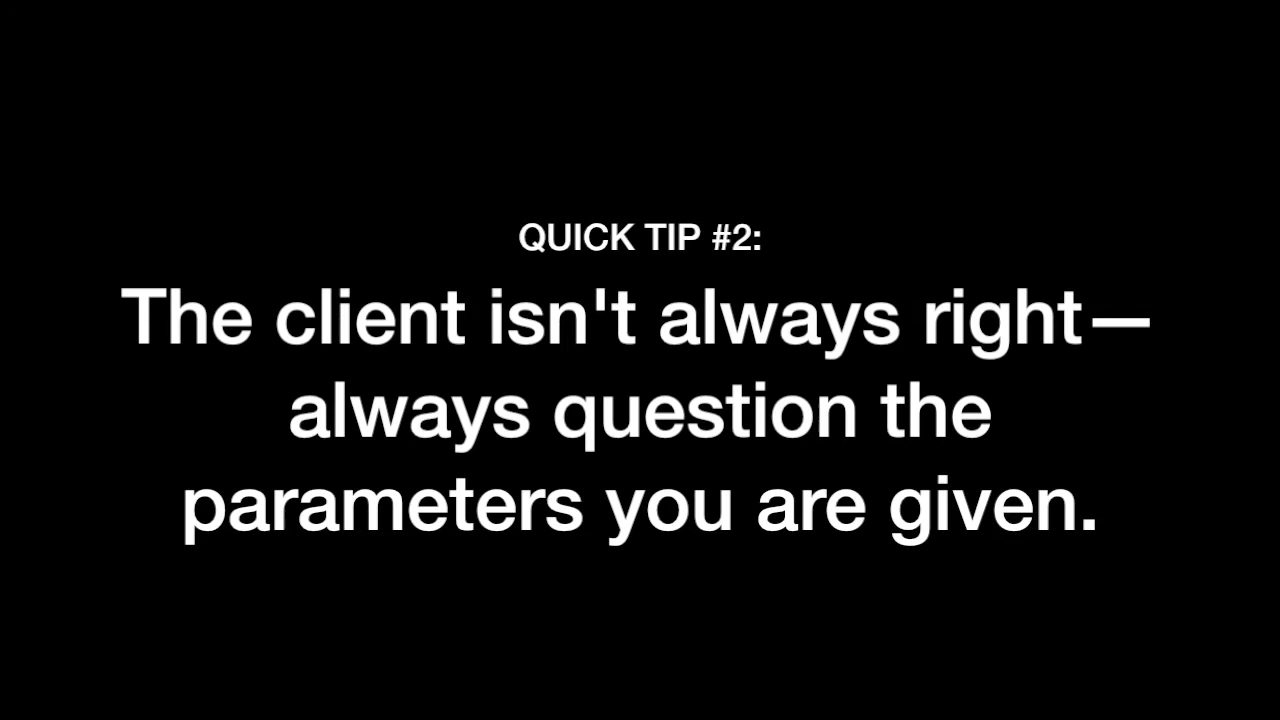 QUICK TIP #2:
The client isn't always right—
always question the
parameters you are given.